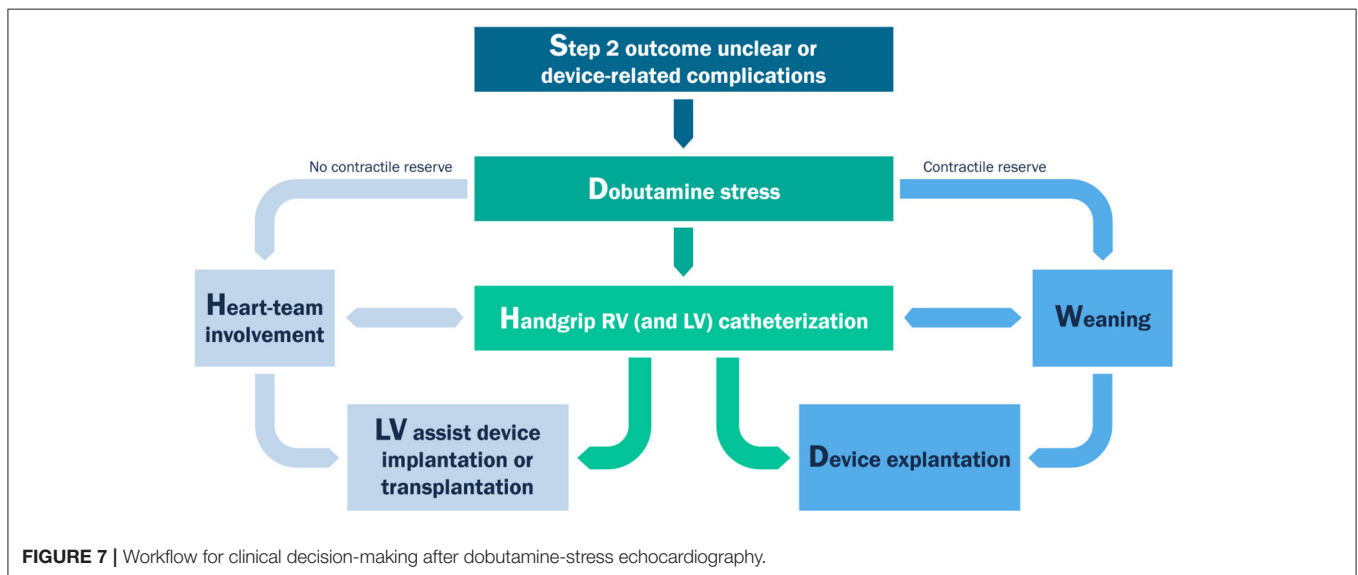 Step 2 outcome unclear or
device-related complications
No contractile reserve
Contractile reserve
Dobutamine stress
Heart-team
involvement
Handgrip RV (and LV) catheterization
Weaning
LV assist device
implantation or
transplantation
Device explantation
FIGURE 7 | Workflow for clinical decision-making after dobutamine-stress echocardiography.